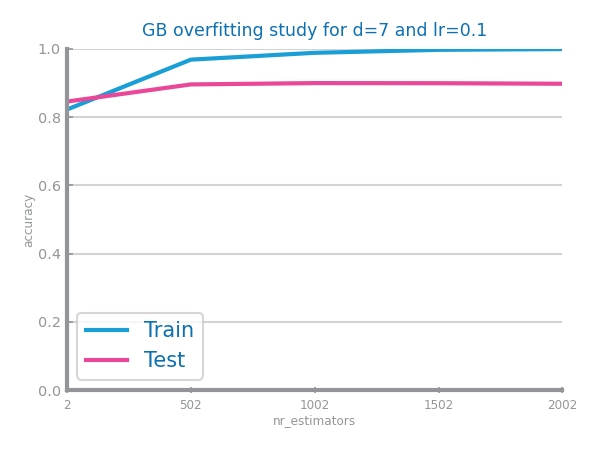 GB overfitting study for d=7 and lr=0.1
1.0
0.8
0.6
0.4
0.2
0.0
accuracy
Train
Test
2 502 1002 1502 2002
nr_estimators